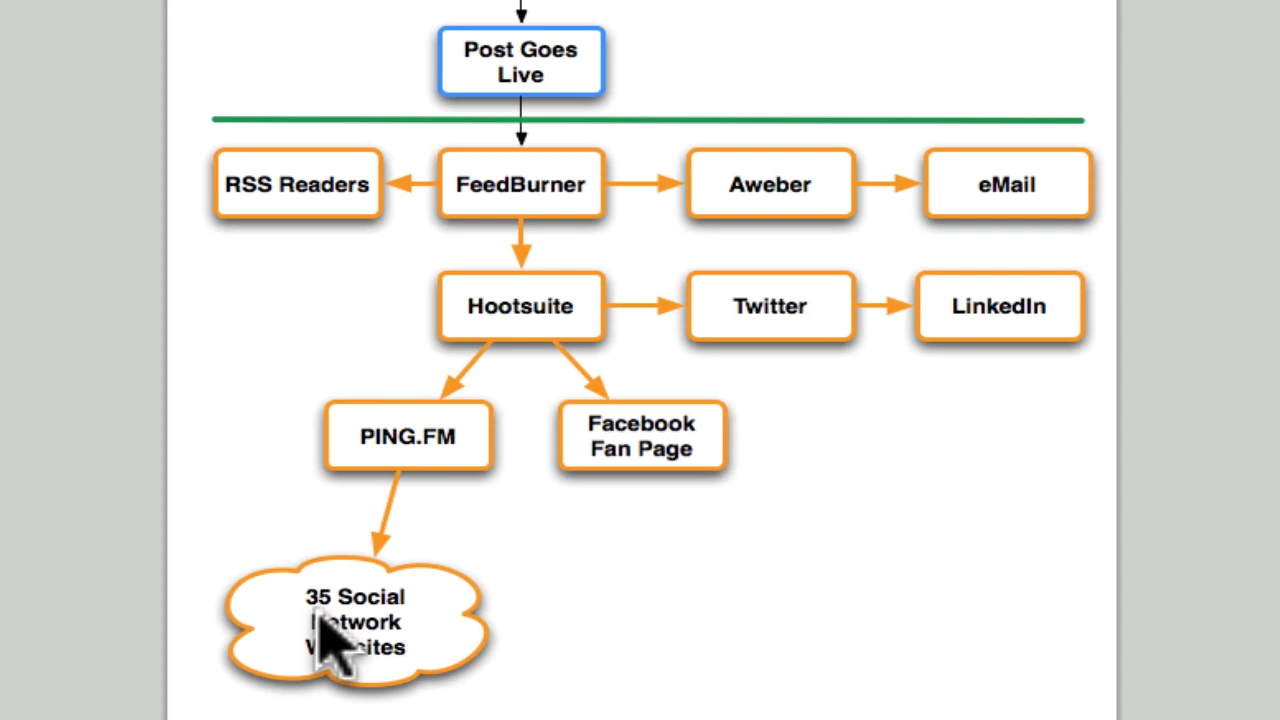 Post Goes
Live
RSS Readers
FeedBurner
Aweber
eMail
Hootsuite
Twitter
LinkedIn
PING.FM
Facebook
Fan Page
35 Social